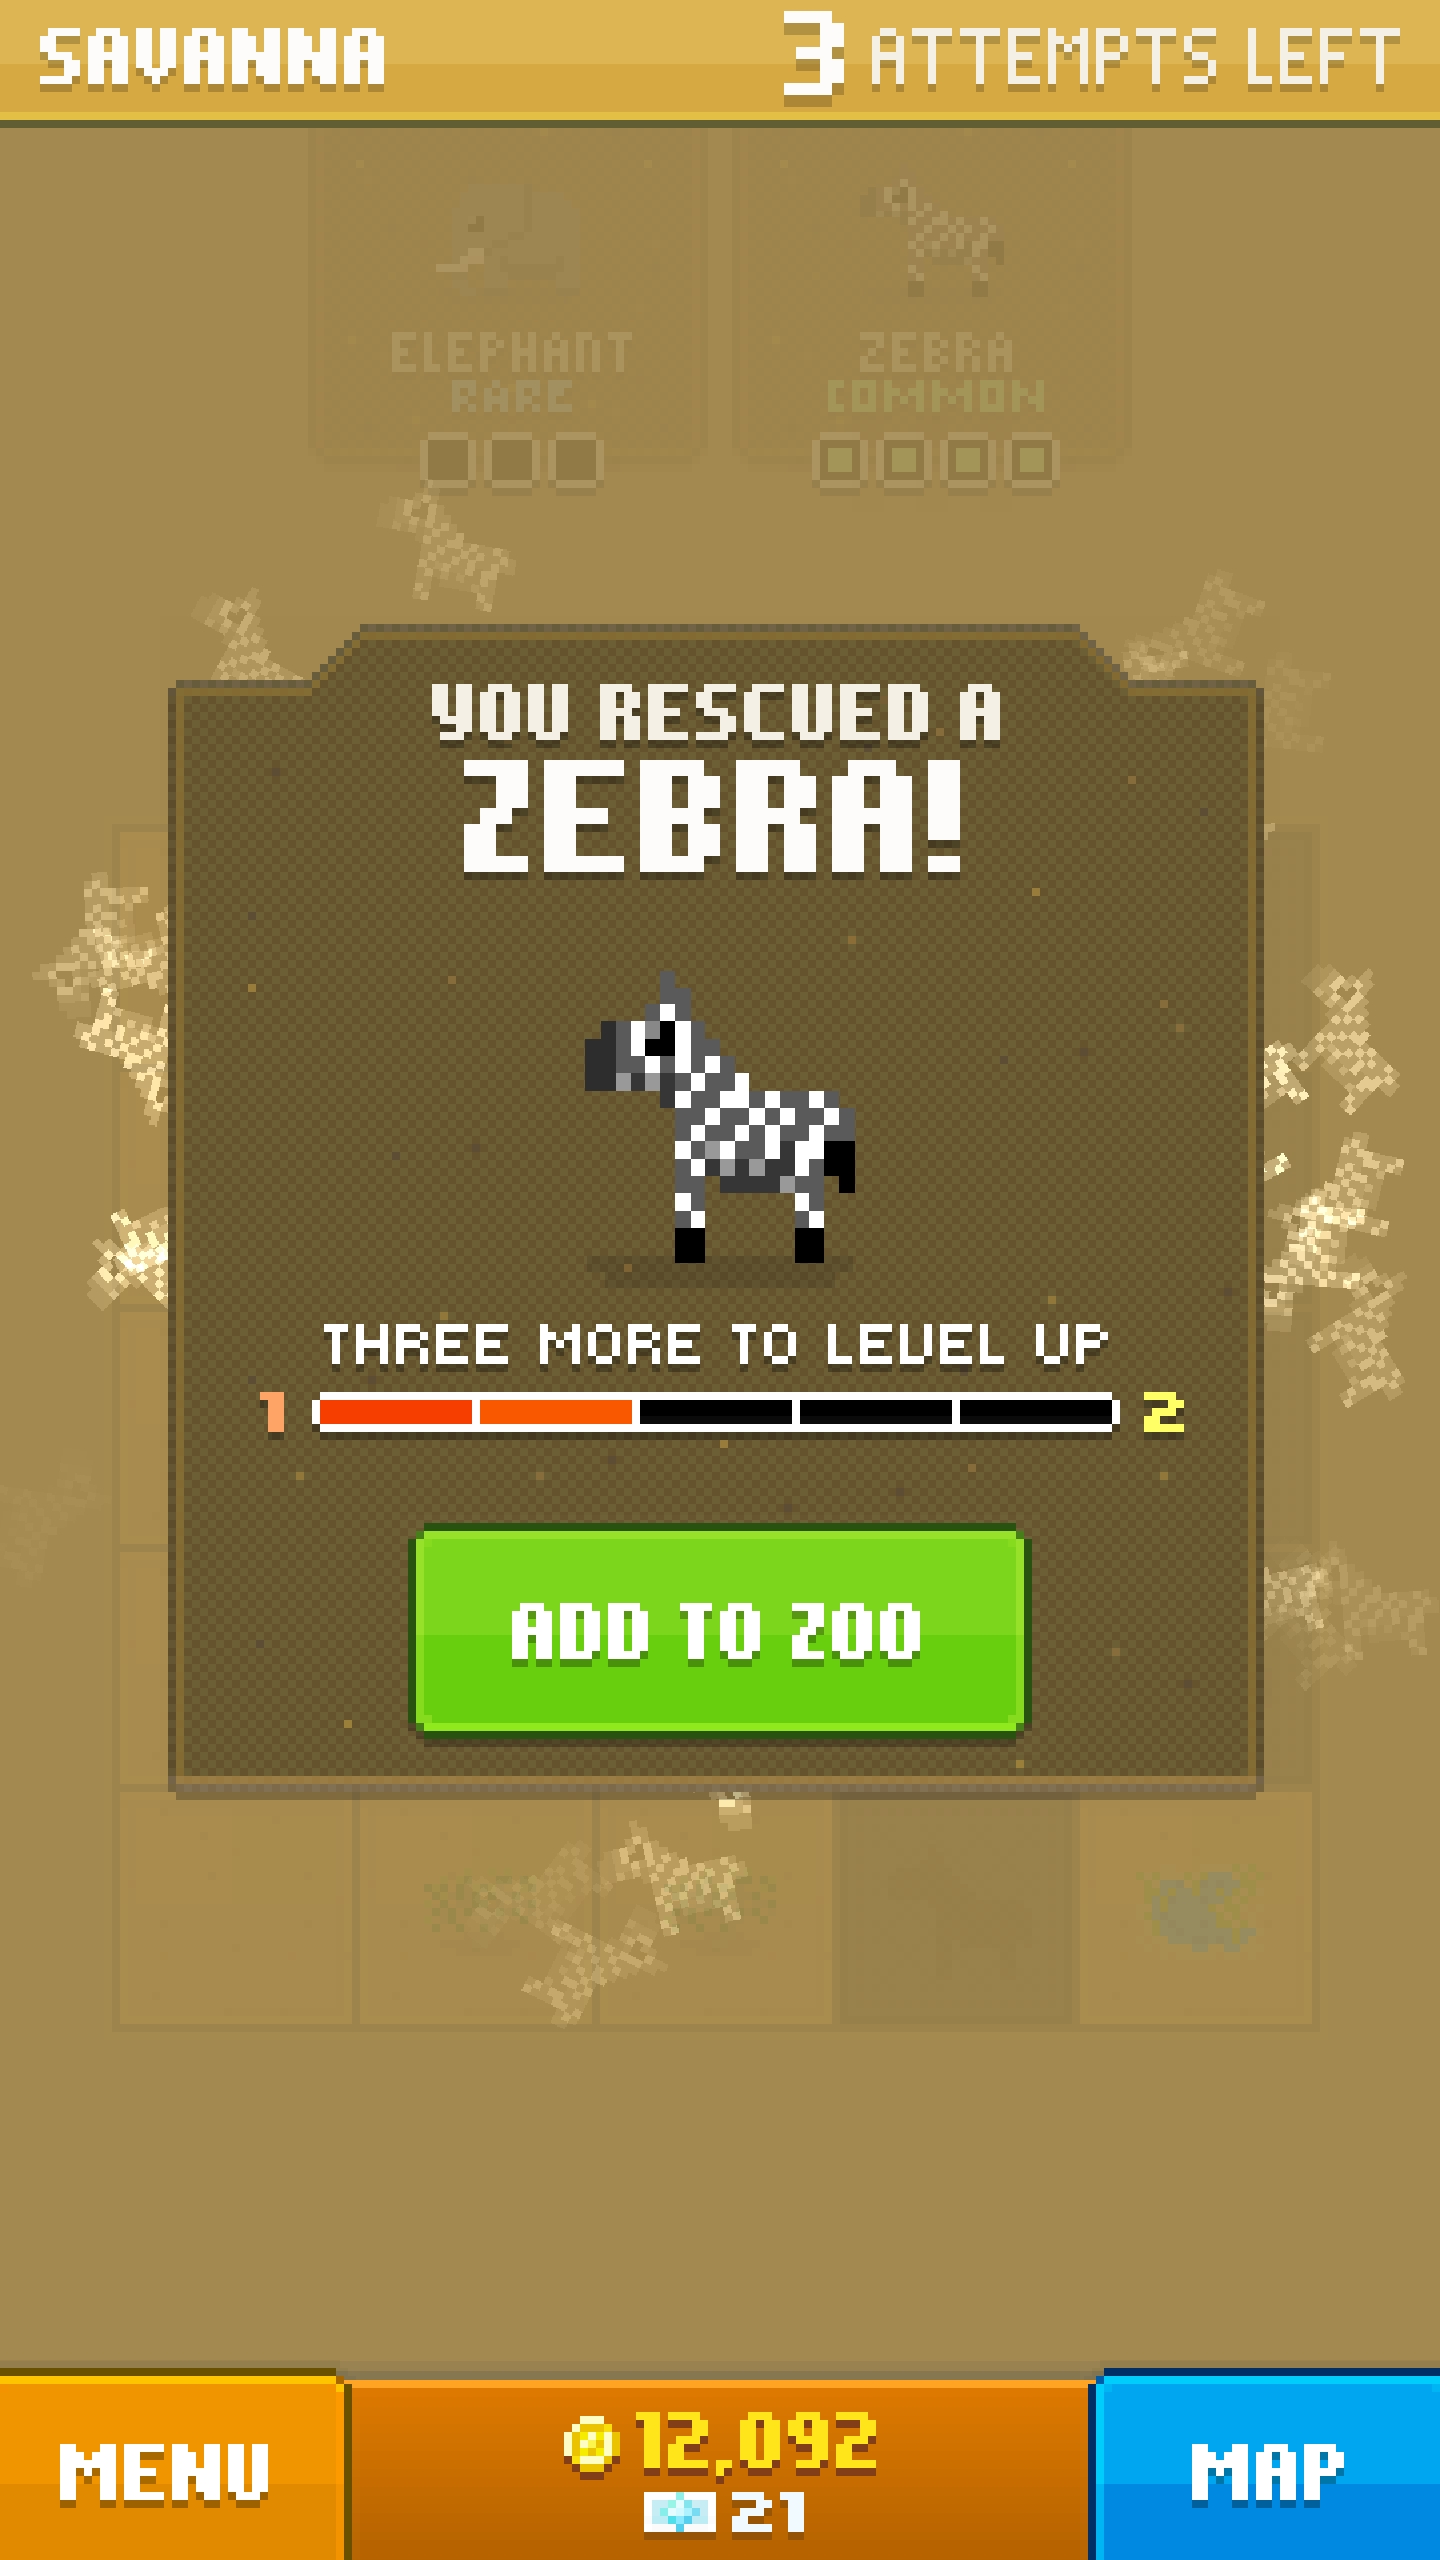 SAVANNA
3 ATTEMPTS LEFT
ELEPHANT
RARE
ZEBRA
COMMON
YOU RESCUED A
ZEBRA!
THREE MORE TO LEVEL UP
1
2
ADD TO ZOO
MENU
12,092
21
MAP